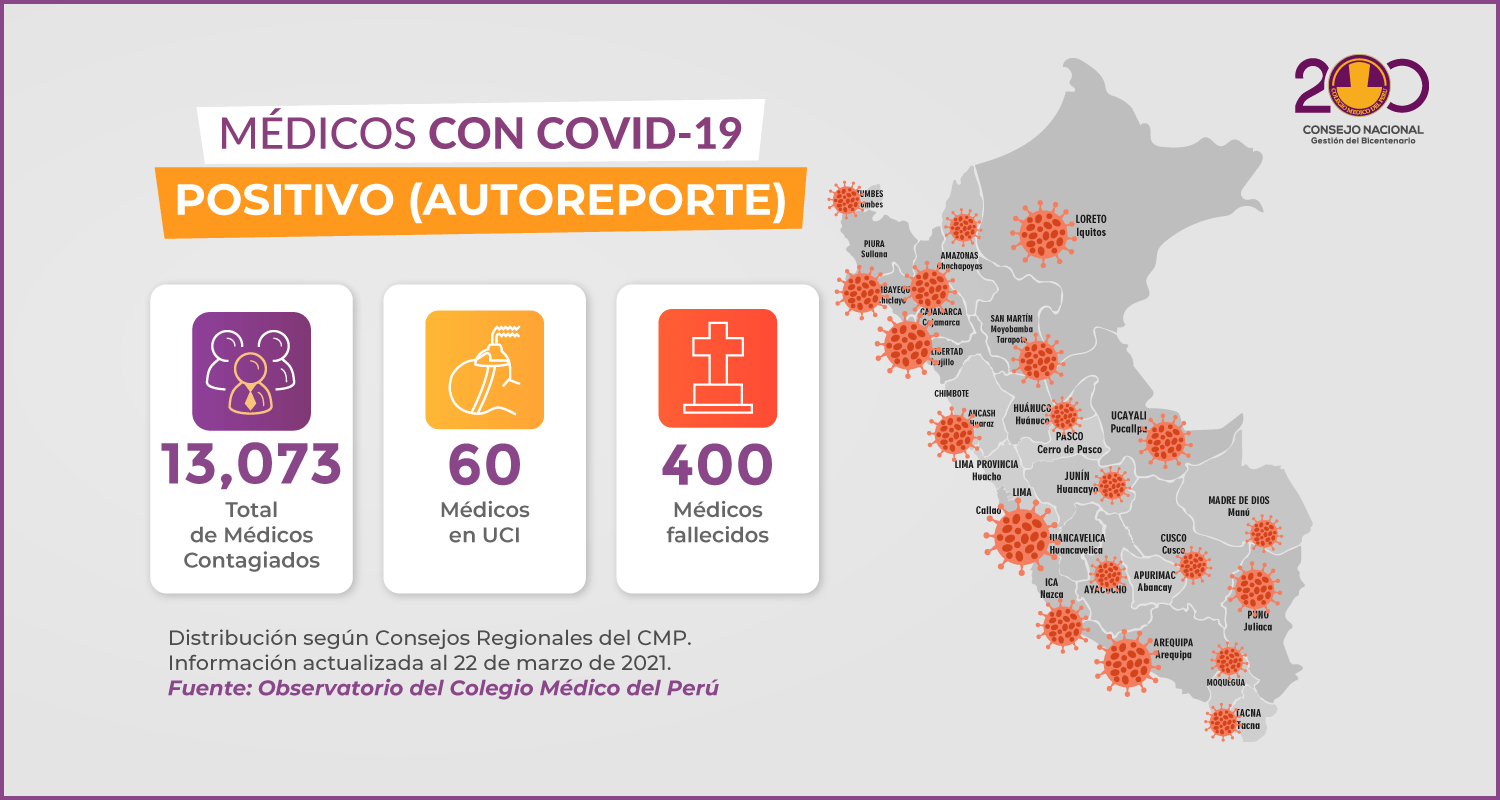 MÉDICOS CON COVID-19
POSITIVO (AUTOREPORTE)
13,073
Total
de Médicos
Contagiados
60
Médicos
en UCI
400
Médicos
fallecidos
Distribución según Consejos Regionales del CMP.
Información actualizada al 22 de marzo de 2021.
Fuente: Observatorio del Colegio Médico del Perú
200
COLEGIO MEDICO DEL PERU
CONSEJO NACIONAL
Gestión del Bicentenario
TUMBES
LORETO
Iquitos
PIURA
Sullana
AMAZONAS
Chachapoyas
CAJAMARCA
Cajamarca
SAN MARTÍN
Moyobamba
Tarapoto
LIBERTAD
CHIMBOTE
ANCASH
Huaraz
HUÁNUCO
Huánuco
PASCO
Cerro de Pasco
UCAYALI
Pucallpa
LIMA PROVINCIA
Huacho
JUNÍN
Huancayo
LIMA
Callao
HUANCAVELICA
Huancavelica
MADRE DE DIOS
Manú
CUSCO
Cusco
ICA
Nazca
AYACUCHO
APURIMAC
Abancay
PUNO
Juliaca
AREQUIPA
Arequipa
MOQUEGUA
TACNA
Tacna